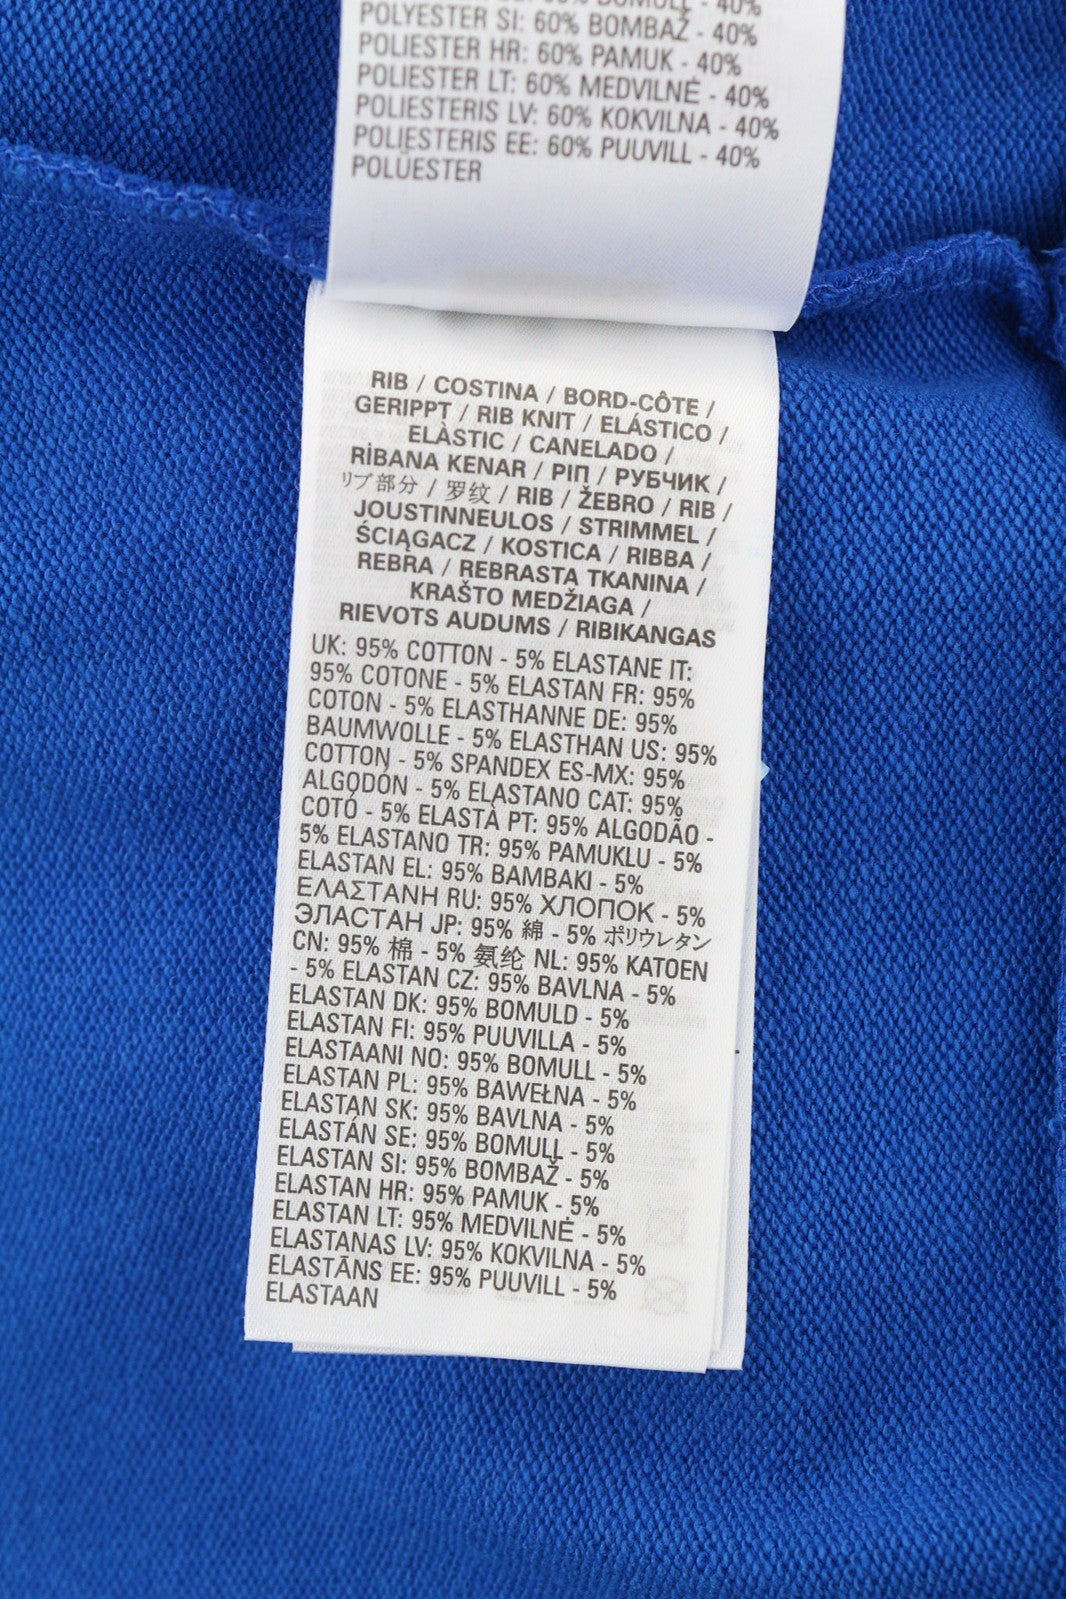 BOMULL - 40%
POLYESTER SI: 60% BOMBAŽ - 40%
POLIESTER HR: 60% PAMUK - 40%
POLIESTER LT: 60% MEDVILNĖ - 40%
POLIESTERIS LV: 60% KOKVILNA - 40%
POLIESTERIS EE: 60% PUUVILL - 40%
POLÜESTER
RIB / COSTINA / BORD-CÔTE /
GERIPPT / RIB KNIT / ELÁSTICO /
ELÀSTIC / CANELADO /
RİBANA KENAR / ΡΙΠ / РУБЧИК /
リブ部分 / 罗纹 / RIB / ŽEBRO / RIB /
JOUSTINNEULOS / STRIMMEL /
ŚCIĄGACZ / KOSTICA / RIBBA /
REBRA / REBRASTA TKANINA /
KRAŠTO MEDŽIAGA /
RIEVOTS AUDUMS / RIBIKANGAS
UK: 95% COTTON - 5% ELASTANE IT:
95% COTONE - 5% ELASTAN FR: 95%
COTON - 5% ELASTHANNE DE: 95%
BAUMWOLLE - 5% ELASTHAN US: 95%
COTTON - 5% SPANDEX ES-MX: 95%
ALGODÓN - 5% ELASTANO CAT: 95%
COTÓ - 5% ELASTÀ PT: 95% ALGODÃO -
5% ELASTANO TR: 95% PAMUKLU - 5%
ELASTAN EL: 95% ΒΑΜΒΑΚΙ - 5%
ΕΛΑΣΤΑΝΗ RU: 95% ХЛОПОК - 5%
ЭЛАСТАН JP: 95% 綿 - 5% ポリウレタン
CN: 95% 棉 - 5% 氨纶 NL: 95% KATOEN
- 5% ELASTAN CZ: 95% BAVLNA - 5%
ELASTAN DK: 95% BOMULD - 5%
ELASTAN FI: 95% PUUVILLA - 5%
ELASTAANI NO: 95% BOMULL - 5%
ELASTAN PL: 95% BAWEŁNA - 5%
ELASTAN SK: 95% BAVLNA - 5%
ELASTÁN SE: 95% BOMULL - 5%
ELASTAN SI: 95% BOMBAŽ - 5%
ELASTAN HR: 95% PAMUK - 5%
ELASTAN LT: 95% MEDVILNĖ - 5%
ELASTANAS LV: 95% KOKVILNA - 5%
ELASTĀNS EE: 95% PUUVILL - 5%
ELASTAAN